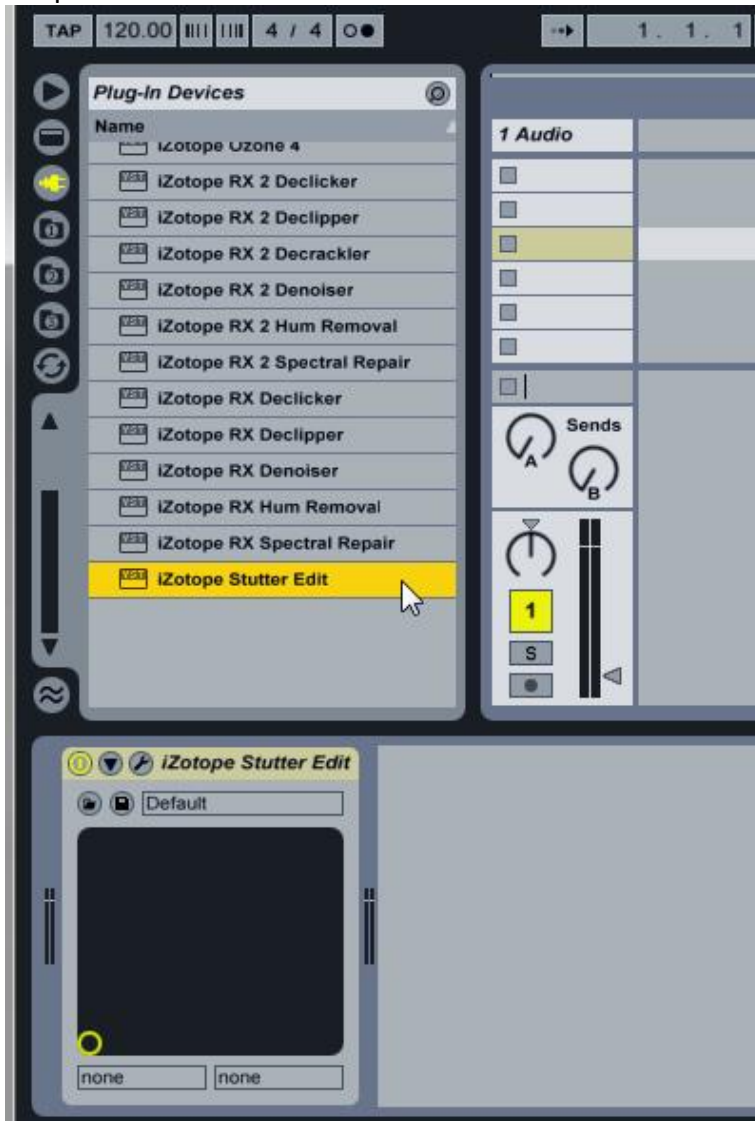 TAP 120.00 4 / 4 1. 1. 1
Plug-In Devices
Name
iZotope Ozone 4
iZotope RX 2 Declicker
iZotope RX 2 Declipper
iZotope RX 2 Decrackler
iZotope RX 2 Denoiser
iZotope RX 2 Hum Removal
iZotope RX 2 Spectral Repair
iZotope RX Declicker
iZotope RX Declipper
iZotope RX Denoiser
iZotope RX Hum Removal
iZotope RX Spectral Repair
iZotope Stutter Edit
1 Audio
Sends
A
B
1
S
iZotope Stutter Edit
Default
none none